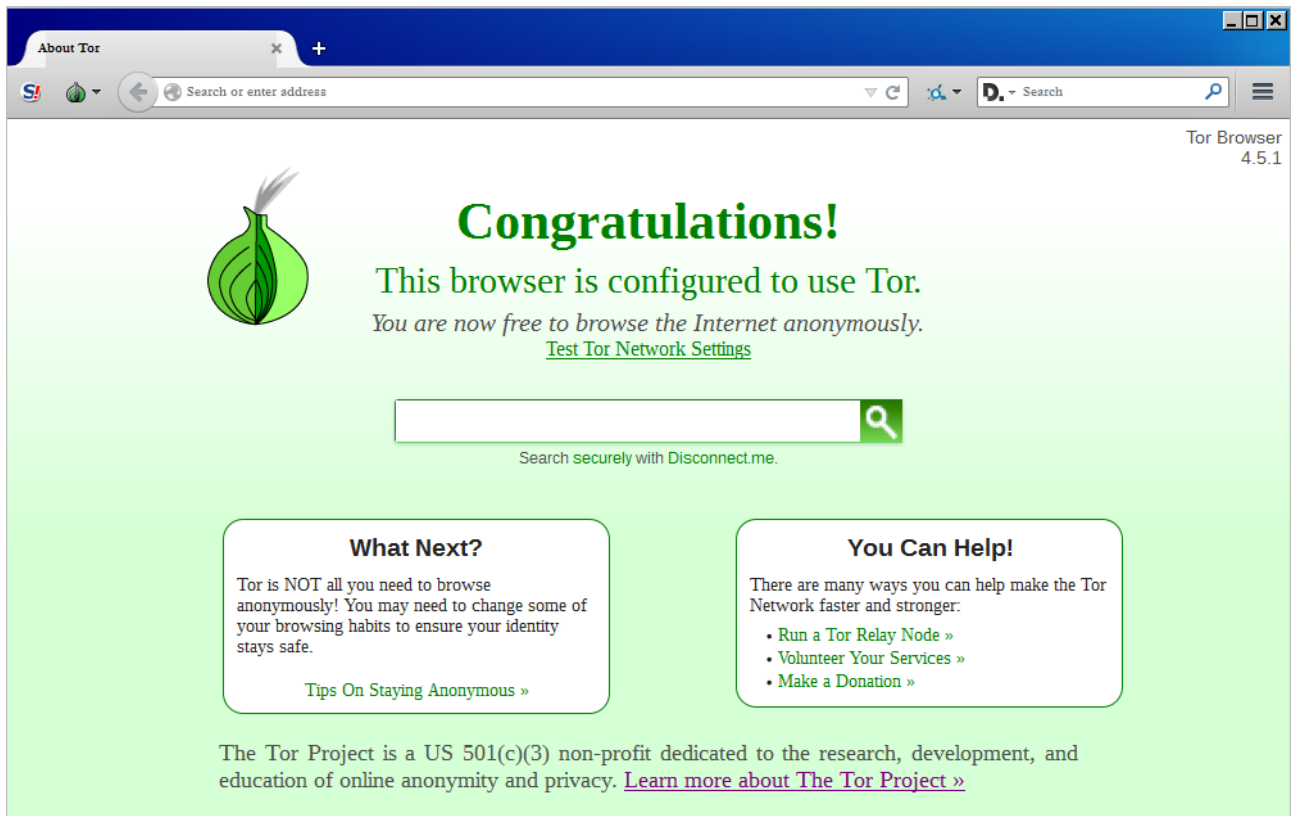 About Tor
Search or enter address
D. Search
Tor Browser
4.5.1
Congratulations!
This browser is configured to use Tor.
You are now free to browse the Internet anonymously.
Test Tor Network Settings
Search securely with Disconnect.me.
What Next?
Tor is NOT all you need to browse
anonymously! You may need to change some of
your browsing habits to ensure your identity
stays safe.
Tips On Staying Anonymous »
You Can Help!
There are many ways you can help make the Tor
Network faster and stronger:
• Run a Tor Relay Node »
• Volunteer Your Services »
• Make a Donation »
The Tor Project is a US 501(c)(3) non-profit dedicated to the research, development, and
education of online anonymity and privacy. Learn more about The Tor Project »